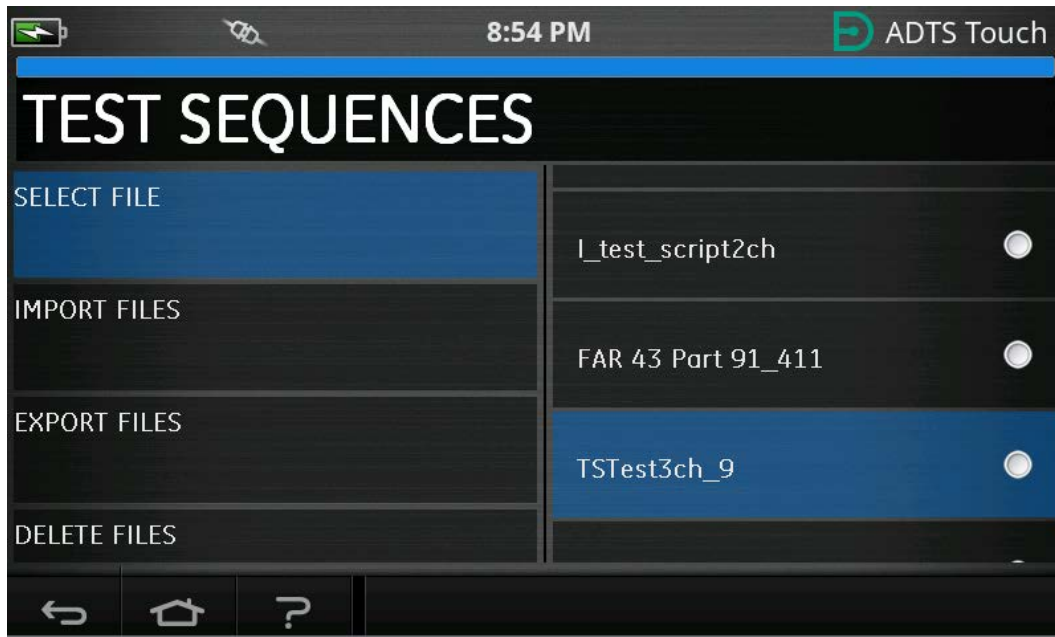 8:54 PM
ADTS Touch
TEST SEQUENCES
SELECT FILE
IMPORT FILES
EXPORT FILES
DELETE FILES
I_test_script2ch
FAR 43 Part 91_411
TSTest3ch_9